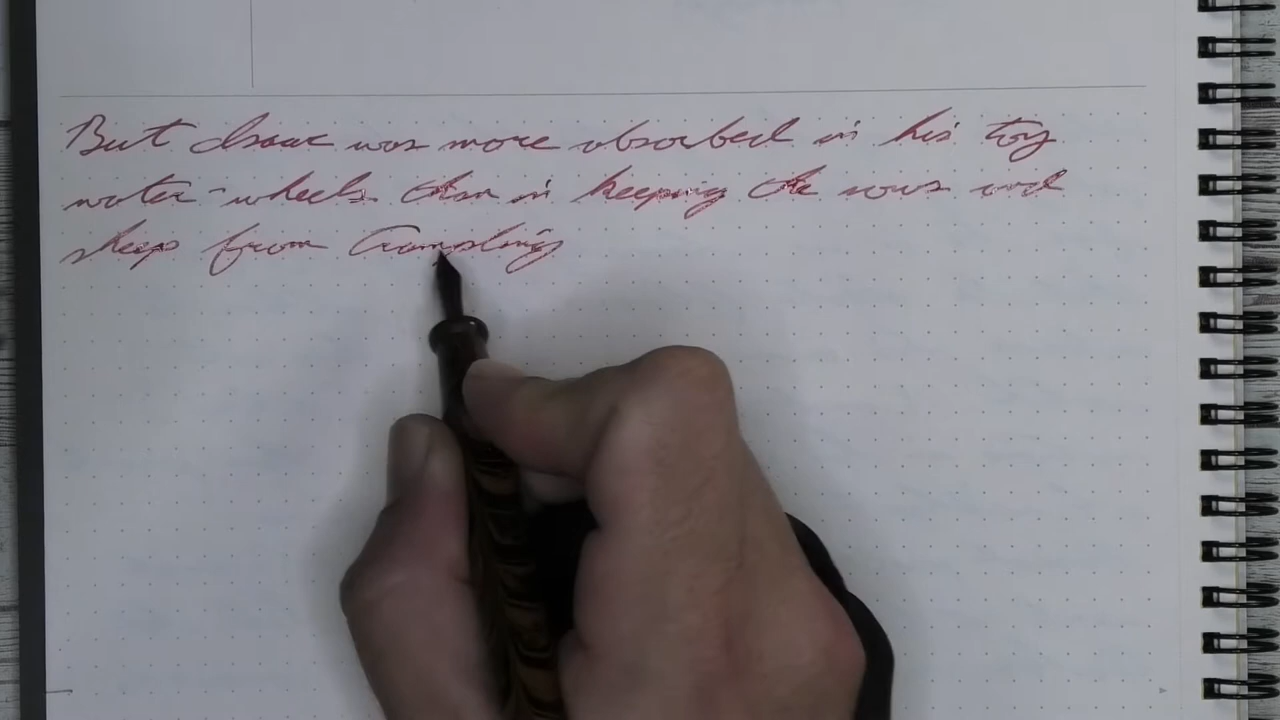 But Isaac was more absorbed in his toy
water-wheels than in keeping the cows and
sheep from trampling